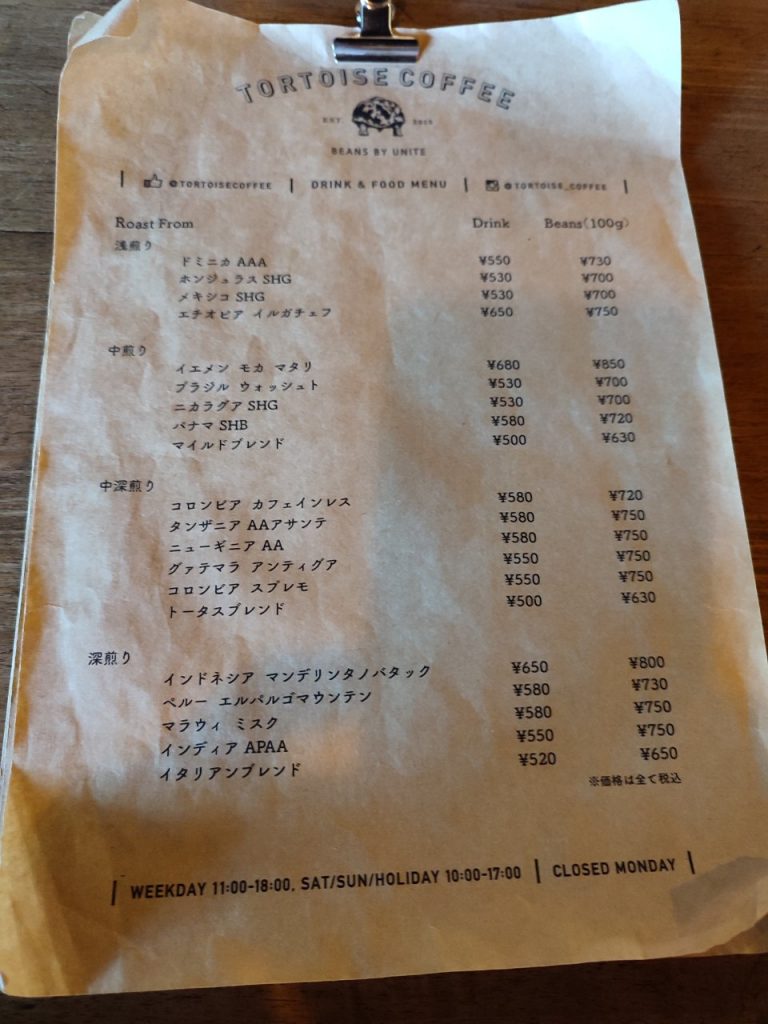 TORTOISE COFFEE
EST 2013
BEANS BY UNITE
| @TORTOISECOFFEE | DRINK & FOOD MENU | @TORTOISE_COFFEE |
Roast From Drink Beans(100g)
浅煎り
ドミニカ AAA ¥550 ¥730
ホンジュラス SHG ¥530 ¥700
メキシコ SHG ¥530 ¥700
エチオピア イルガチェフ ¥650 ¥750
中煎り
イエメン モカ マタリ ¥680 ¥850
ブラジル ウォッシュト ¥530 ¥700
ニカラグア SHG ¥530 ¥700
パナマ SHB ¥580 ¥720
マイルドブレンド ¥500 ¥630
中深煎り
コロンビア カフェインレス ¥580 ¥720
タンザニア AAアサンテ ¥580 ¥750
ニューギニア AA ¥580 ¥750
グァテマラ アンティグア ¥550 ¥750
コロンビア スプレモ ¥550 ¥750
トータスブレンド ¥500 ¥630
深煎り
インドネシア マンデリンタノバタック ¥650 ¥800
ペルー エルパルゴマウンテン ¥580 ¥730
マラウィ ミスク ¥580 ¥750
インディア APAA ¥550 ¥750
イタリアンブレンド ¥520 ¥650
※価格は全て税込
| WEEKDAY 11:00-18:00, SAT/SUN/HOLIDAY 10:00-17:00 | CLOSED MONDAY |